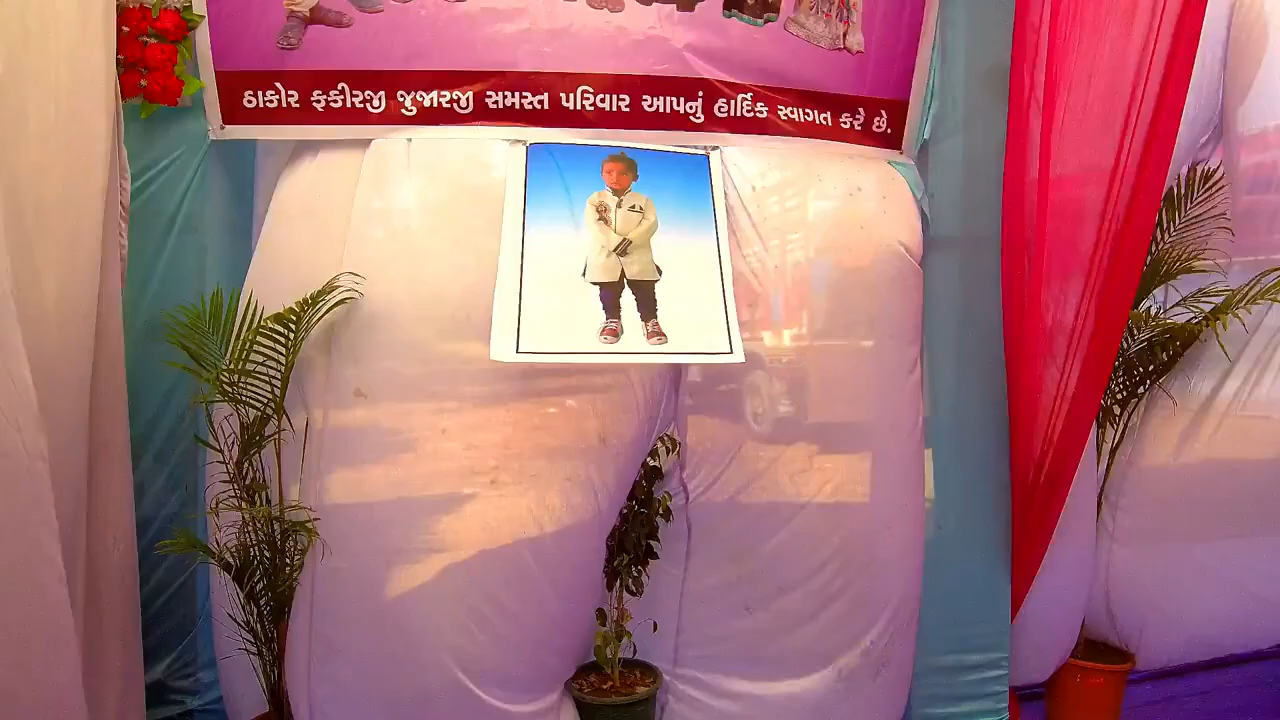 ઠાકોર ફકીરજી જુજારજી સમસ્ત પરિવાર આપનું હાર્દિક સ્વાગત કરે છે.